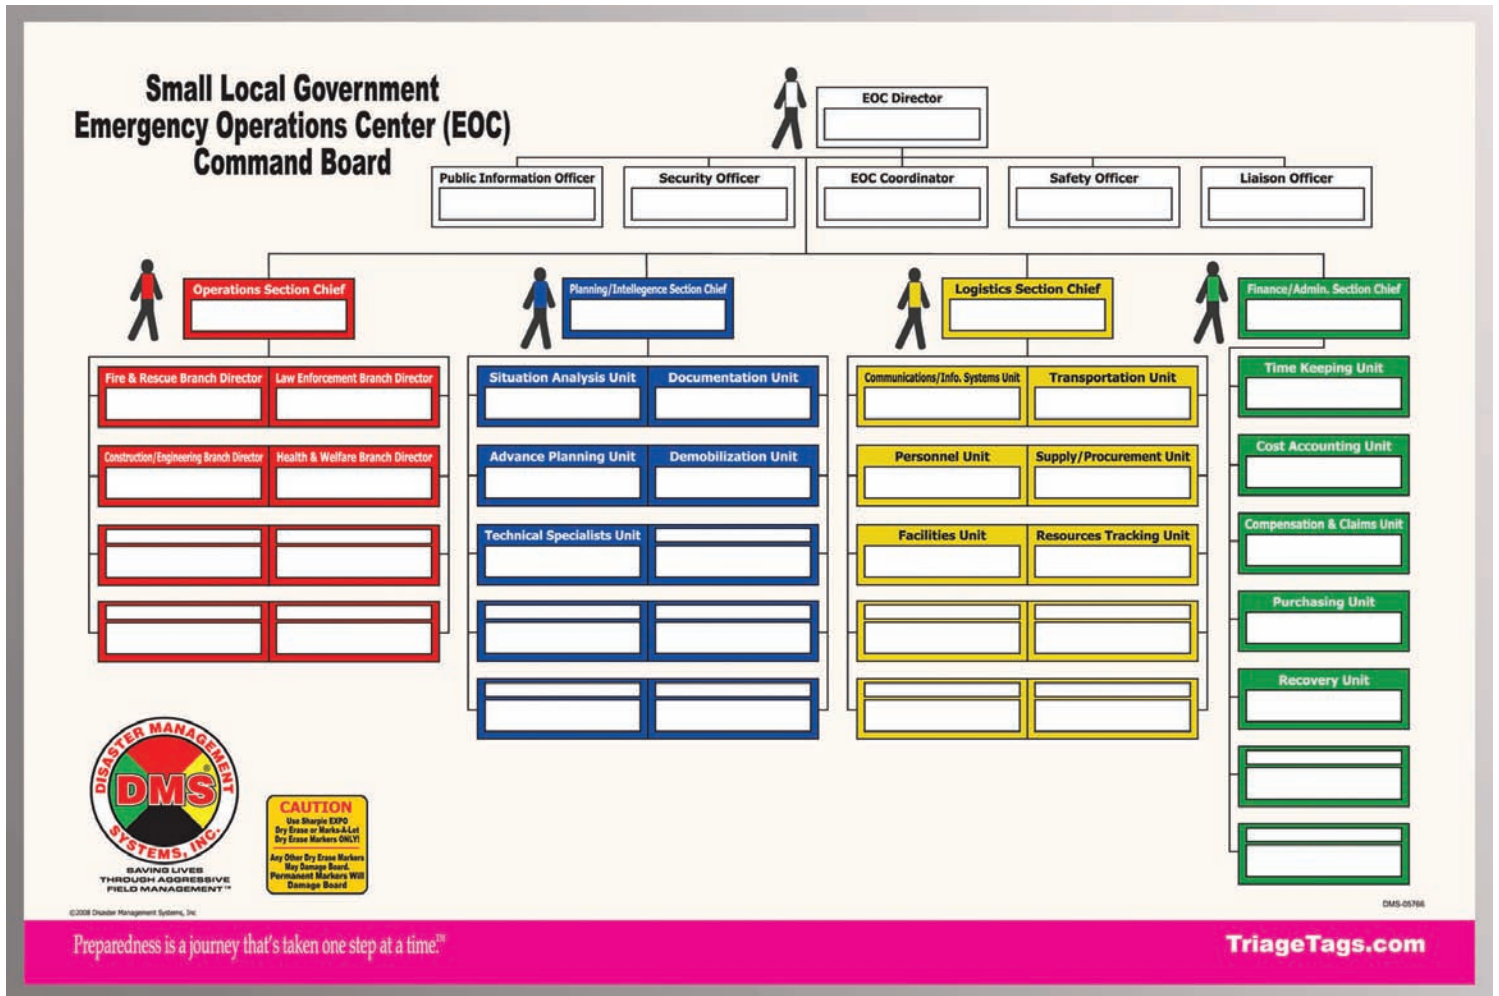 Small Local Government
Emergency Operations Center (EOC)
Command Board
EOC Director
Public Information Officer
Security Officer
EOC Coordinator
Safety Officer
Liaison Officer
Operations Section Chief
Planning/Intellegence Section Chief
Logistics Section Chief
Finance/Admin. Section Chief
Fire & Rescue Branch Director
Law Enforcement Branch Director
Construction/Engineering Branch Director
Health & Welfare Branch Director
Situation Analysis Unit
Documentation Unit
Advance Planning Unit
Demobilization Unit
Technical Specialists Unit
Communications/Info. Systems Unit
Transportation Unit
Personnel Unit
Supply/Procurement Unit
Facilities Unit
Resources Tracking Unit
Time Keeping Unit
Cost Accounting Unit
Compensation & Claims Unit
Purchasing Unit
Recovery Unit
DISASTER MANAGEMENT
DMS®
SYSTEMS, INC.
SAVING LIVES
THROUGH AGGRESSIVE
FIELD MANAGEMENT™
CAUTION
Use Sharpie EXPO
Dry Erase or Marks-A-Lot
Dry Erase Markers ONLY!
Any Other Dry Erase Markers
May Damage Board.
Permanent Markers Will
Damage Board
©2008 Disaster Management Systems, Inc
DMS-05766
Preparedness is a journey that's taken one step at a time.™
TriageTags.com